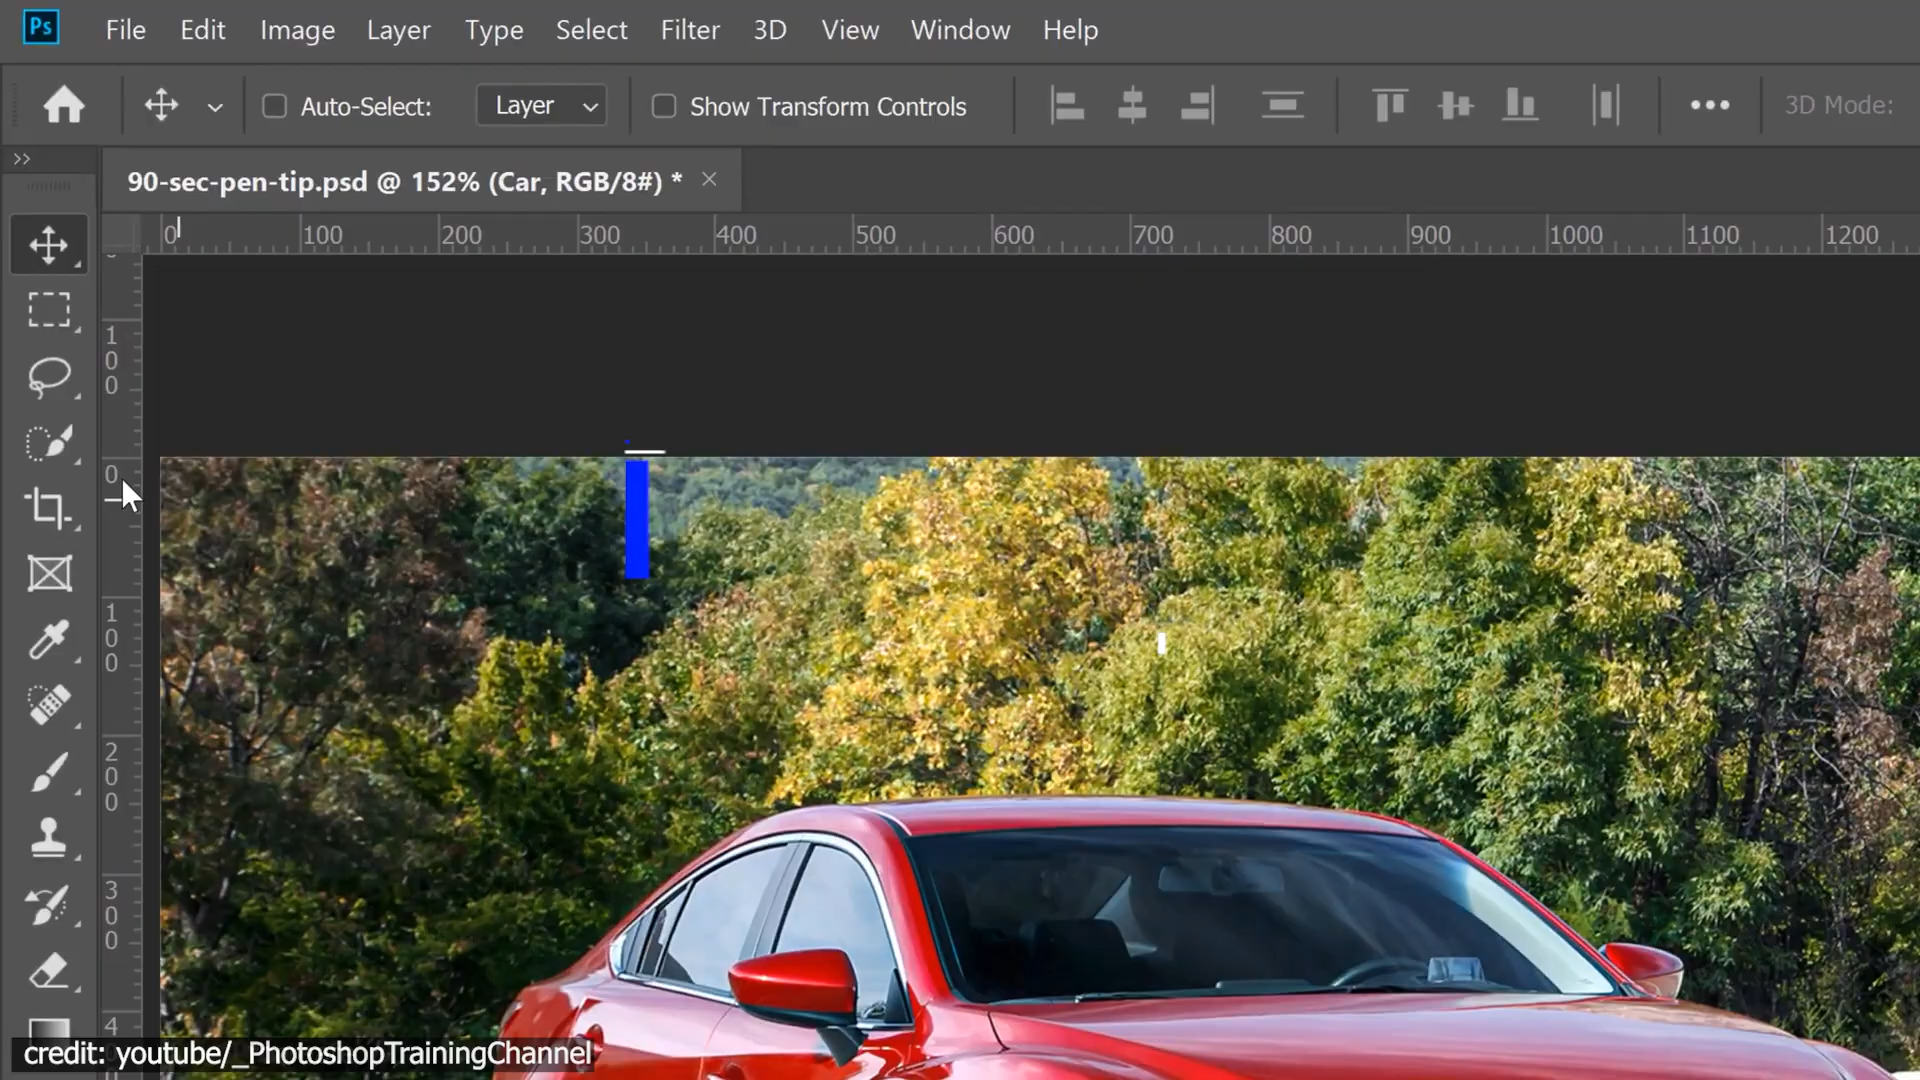 Ps File Edit Image Layer Type Select Filter 3D View Window Help
Auto-Select: Layer Show Transform Controls 3D Mode:
90-sec-pen-tip.psd @ 152% (Car, RGB/8#) *
0 100 200 300 400 500 600 700 800 900 1000 1100 1200
100
0
100
200
300
4
credit: youtube/_PhotoshopTrainingChannel